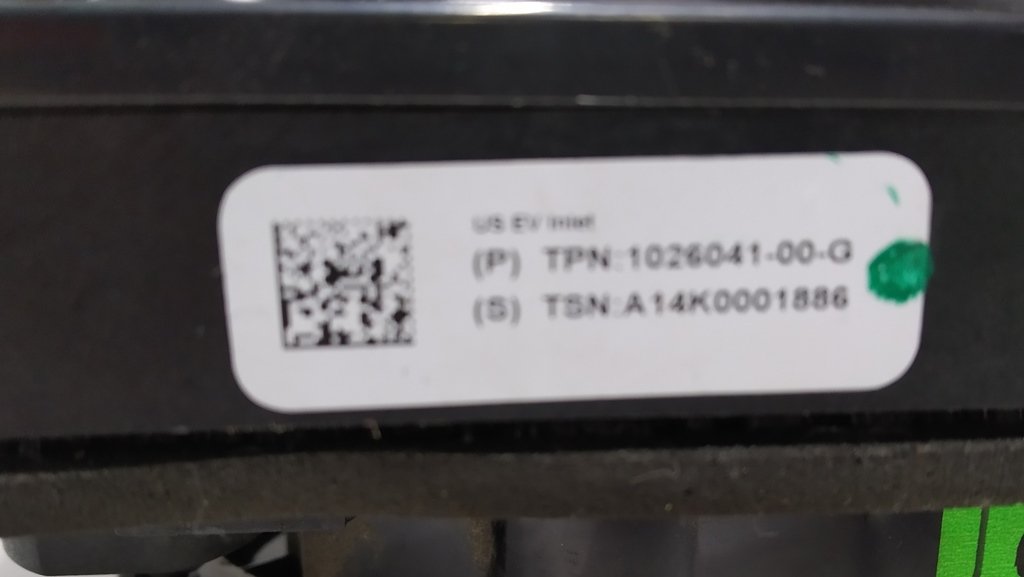 US EV Inlet
(P) TPN:1026041-00-G
(S) TSN:A14K0001886